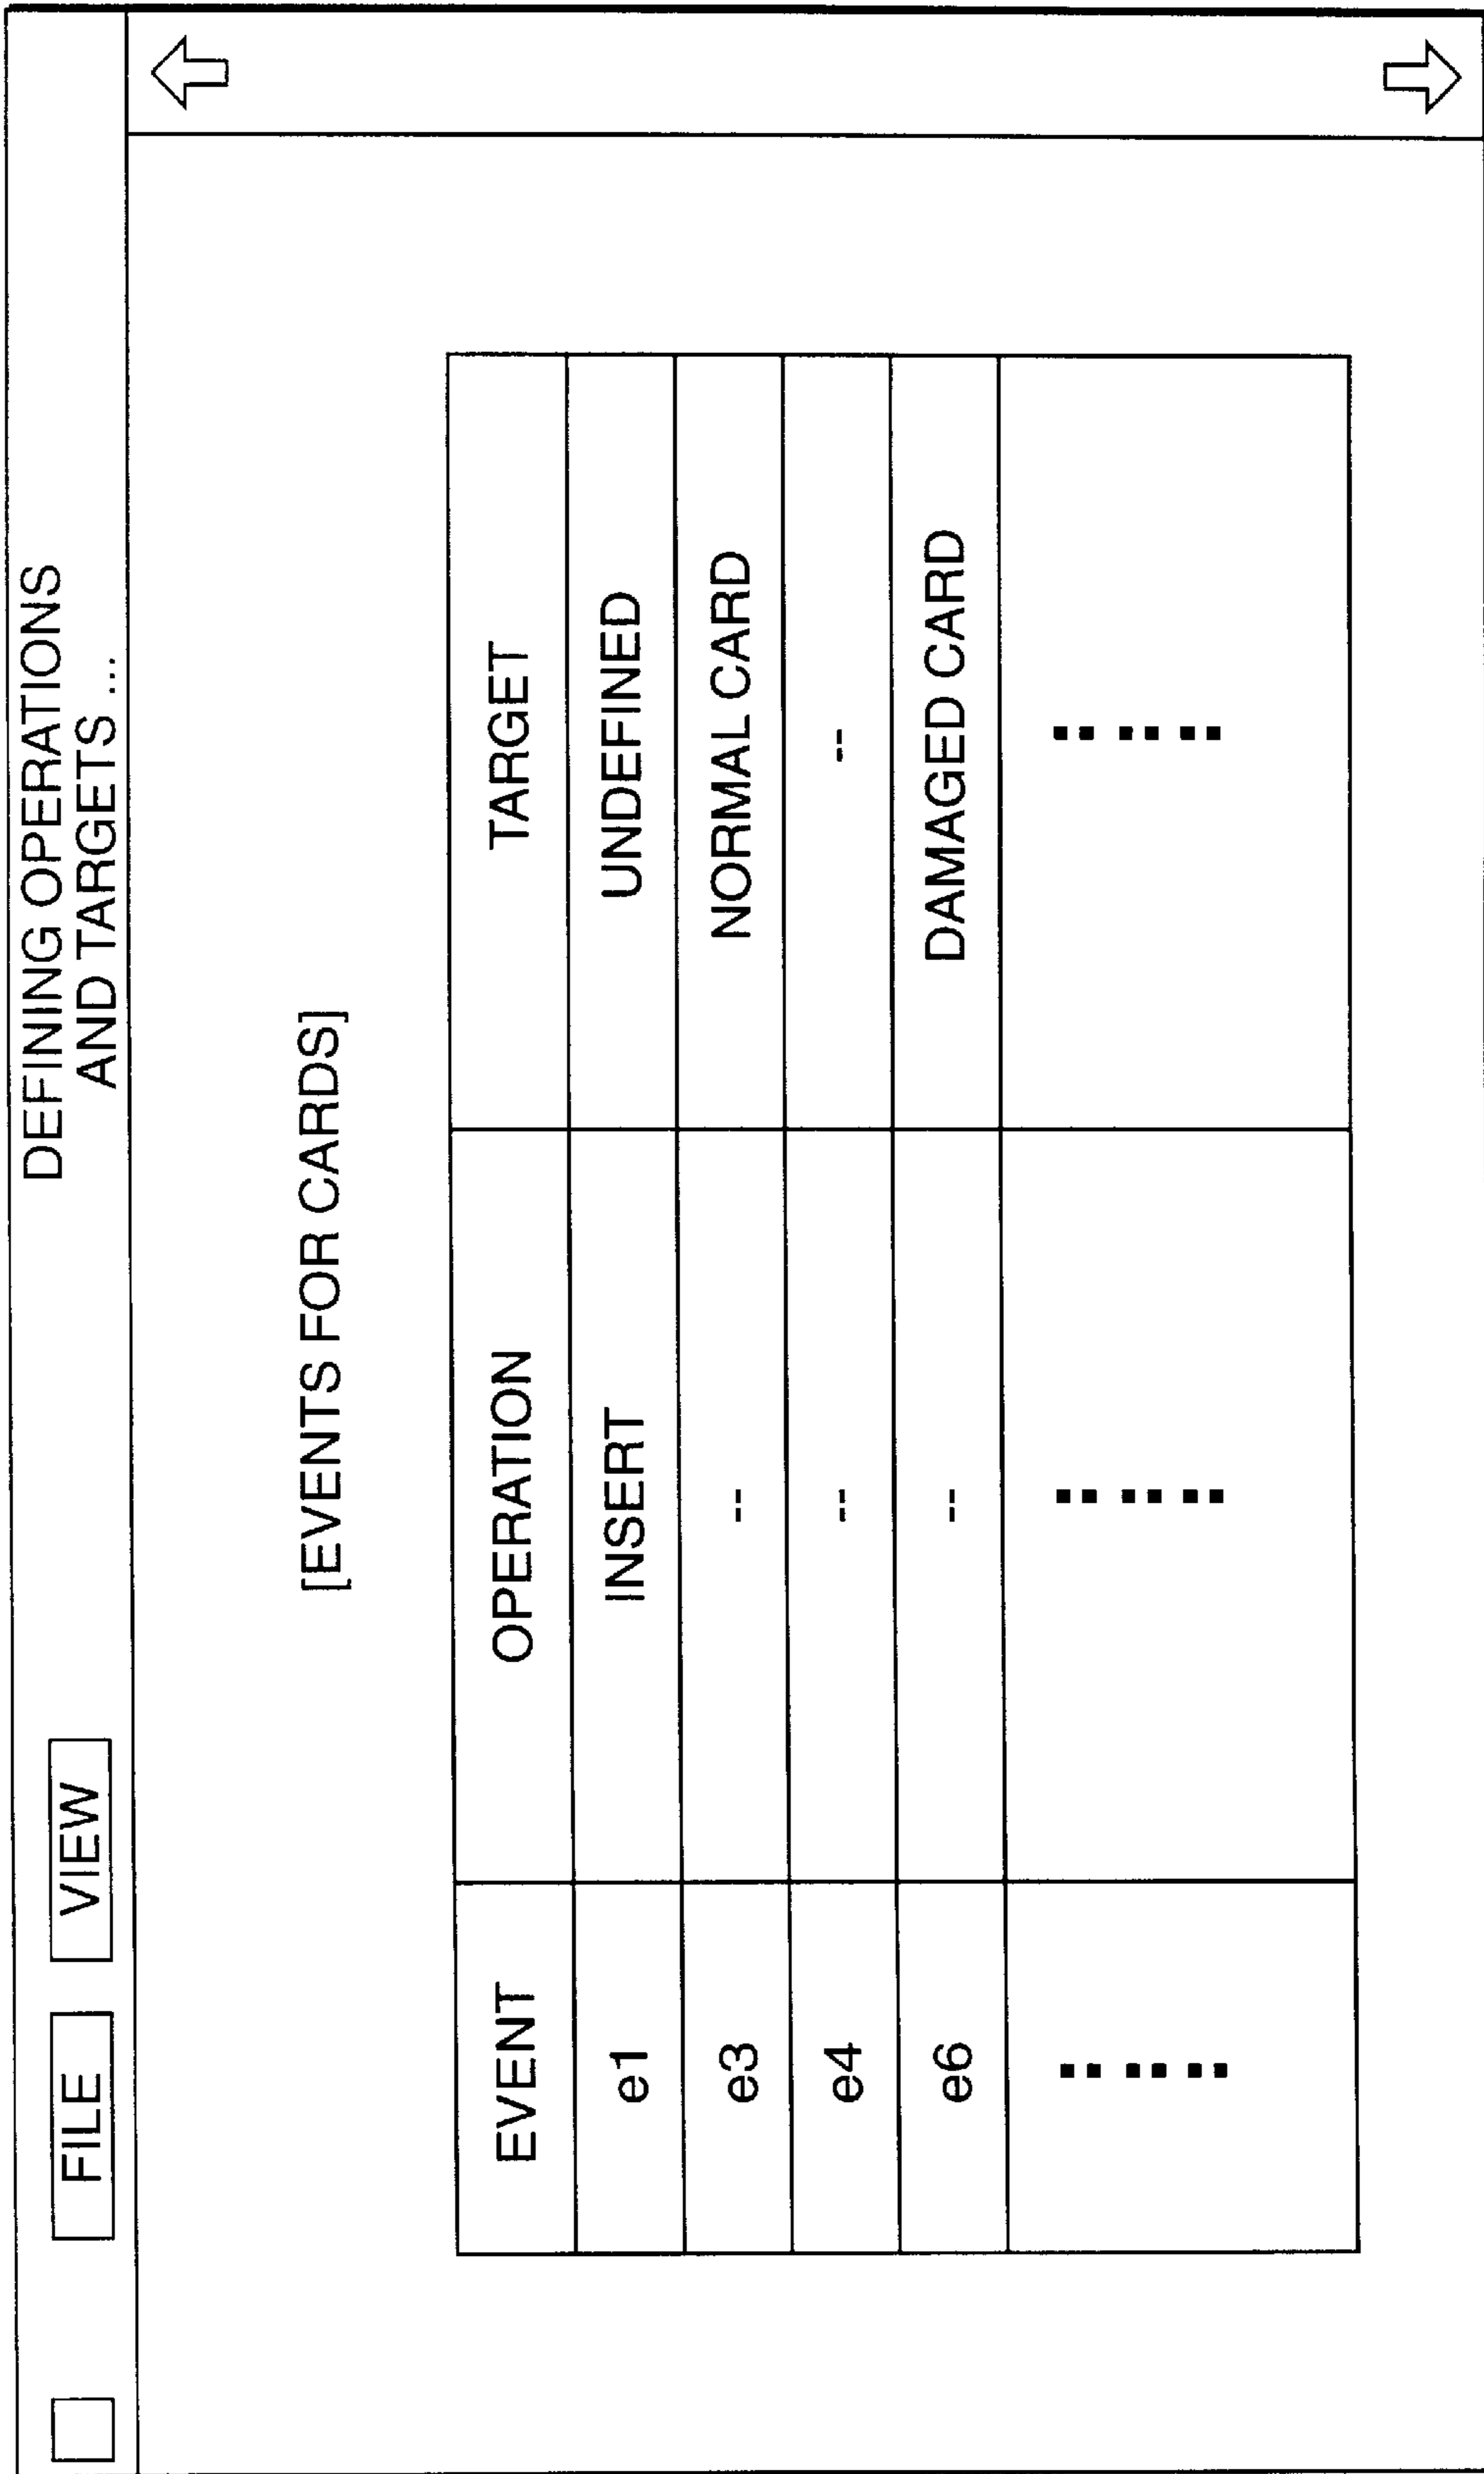 FILE VIEW DEFINING OPERATIONS
AND TARGETS ...
[EVENTS FOR CARDS]
EVENT OPERATION TARGET
e1 INSERT UNDEFINED
e3 -- NORMAL CARD
e4 -- --
e6 -- DAMAGED CARD